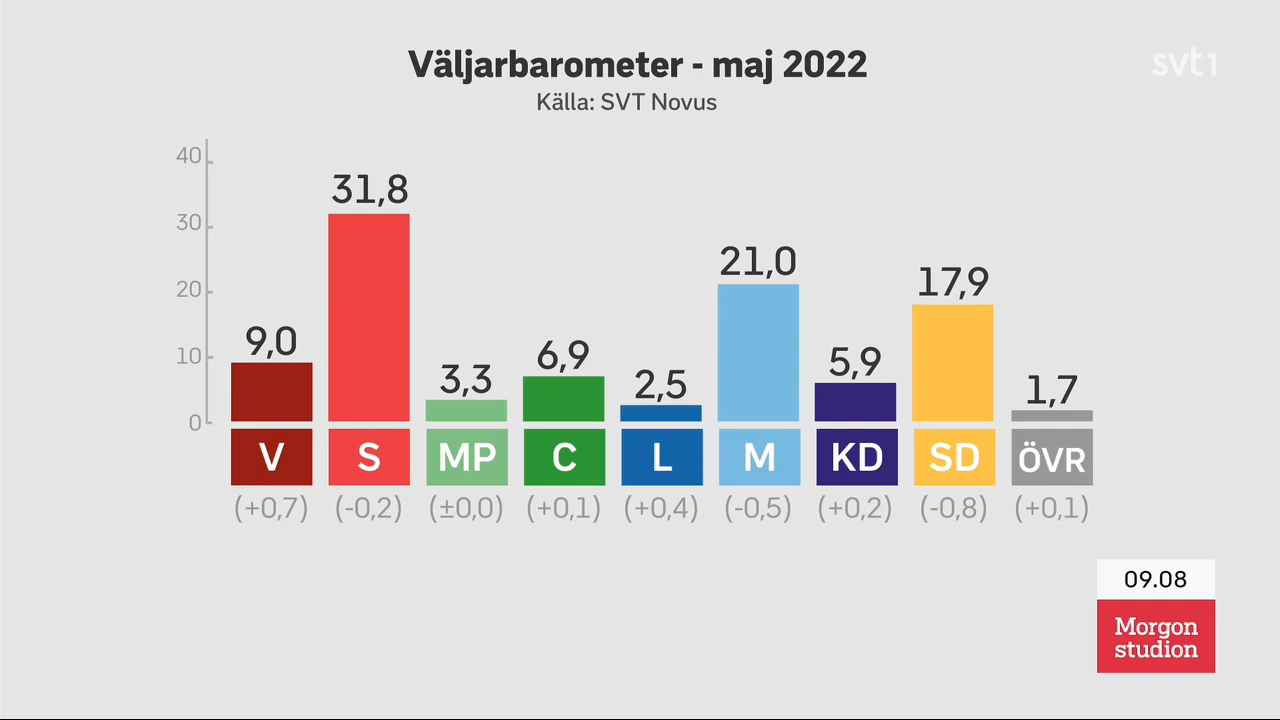 Väljarbarometer - maj 2022
svt1
Källa: SVT Novus
40
30
20
10
0
9,0
31,8
3,3
6,9
2,5
21,0
5,9
17,9
1,7
V S MP C L M KD SD ÖVR
(+0,7) (-0,2) (±0,0) (+0,1) (+0,4) (-0,5) (+0,2) (-0,8) (+0,1)
09.08
Morgon
studion